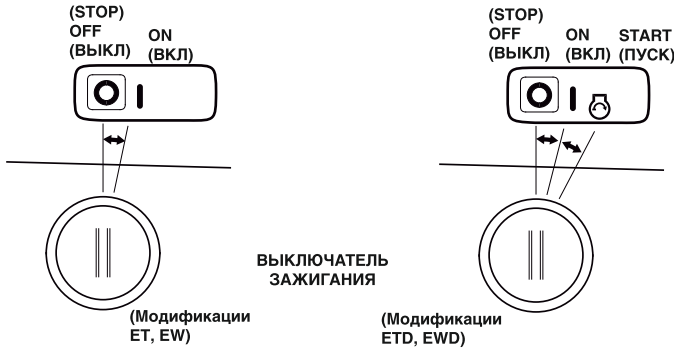 (STOP)
OFF
(ВЫКЛ)
ON
(ВКЛ)
(STOP)
OFF
(ВЫКЛ)
ON
(ВКЛ)
START
(ПУСК)
ВЫКЛЮЧАТЕЛЬ
ЗАЖИГАНИЯ
(Модификации
ET, EW)
(Модификации
ETD, EWD)